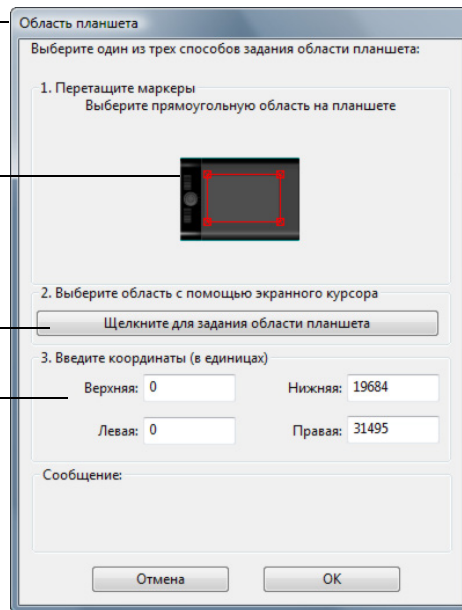 Область планшета
Выберите один из трех способов задания области планшета:
1. Перетащите маркеры
Выберите прямоугольную область на планшете
2. Выберите область с помощью экранного курсора
Щелкните для задания области планшета
3. Введите координаты (в единицах)
Верхняя: 0 Нижняя: 19684
Левая: 0 Правая: 31495
Сообщение:
Отмена OK